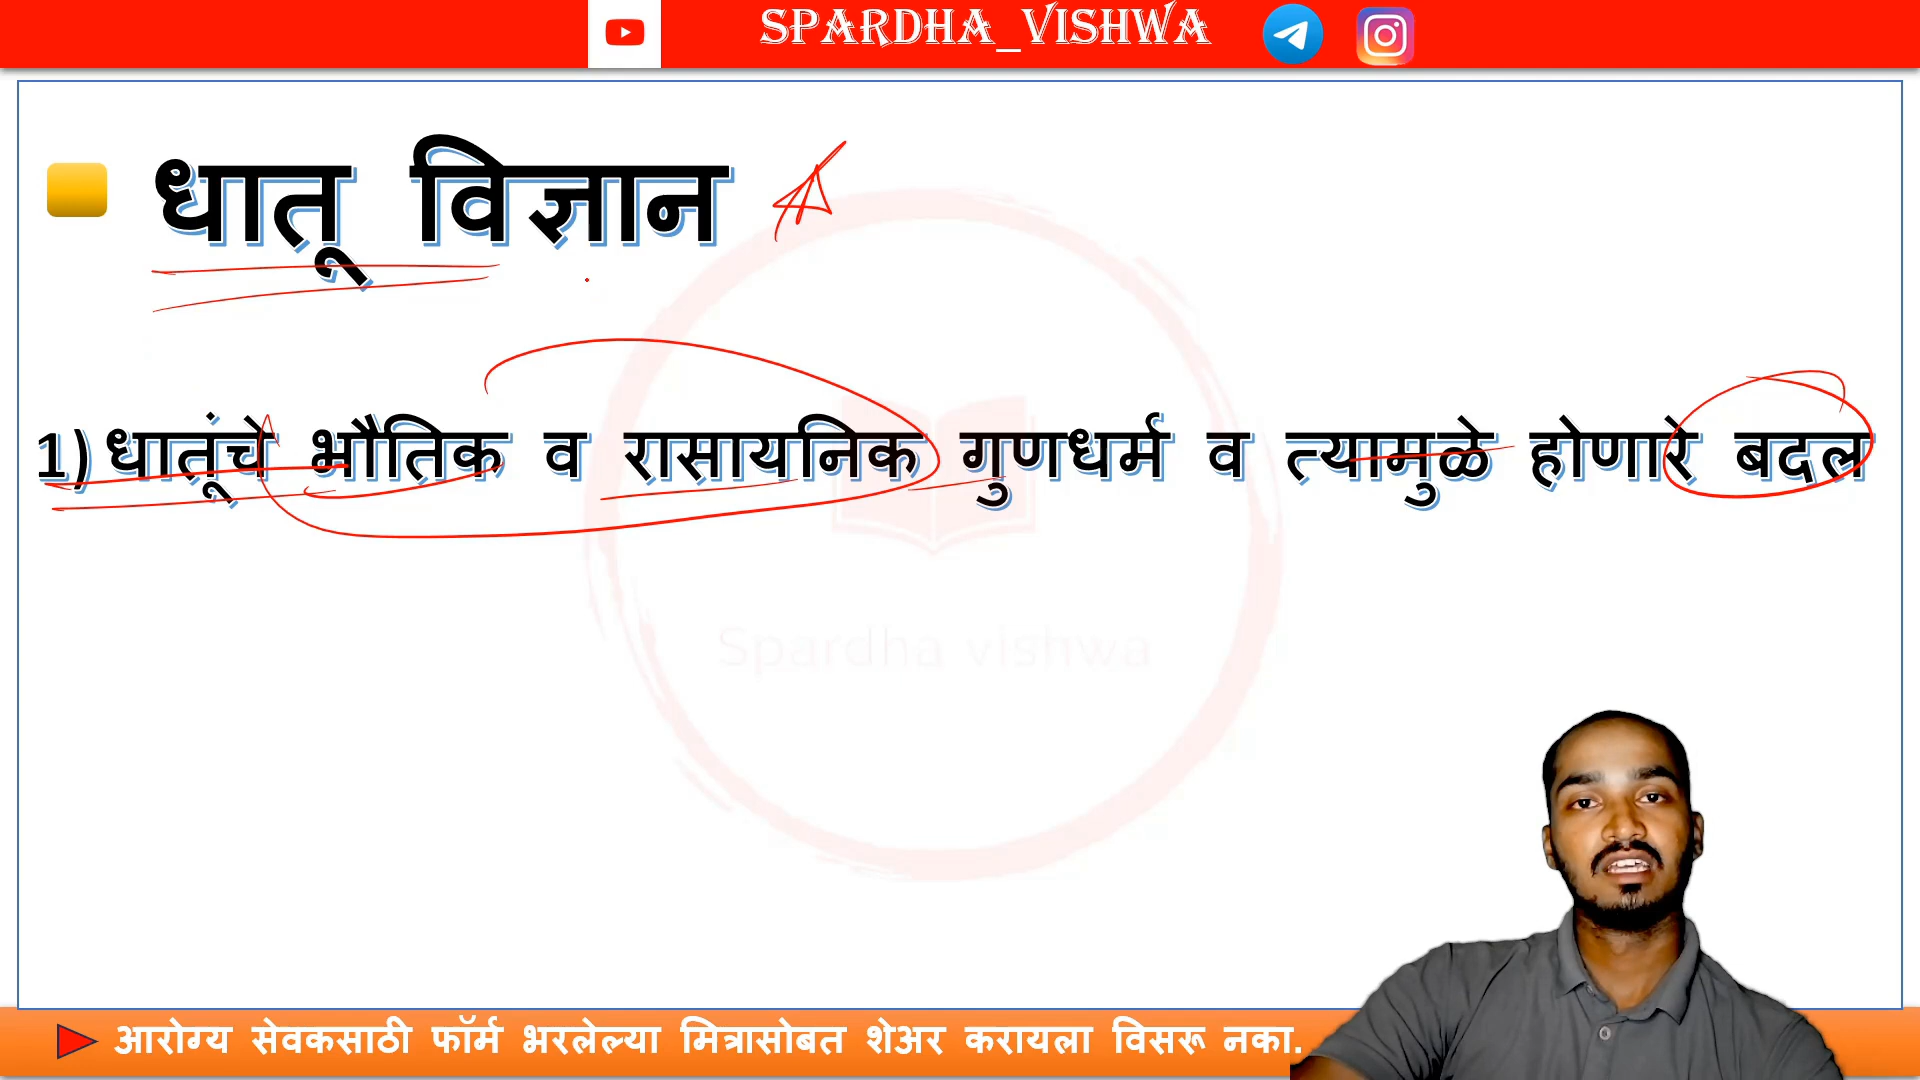 SPARDHA_VISHWA
धातू विज्ञान
1) धातूंचे भौतिक व रासायनिक गुणधर्म व त्यामुळे होणारे बदल
Spardha vishwa
आरोग्य सेवकसाठी फॉर्म भरलेल्या मित्रासोबत शेअर करायला विसरू नका.